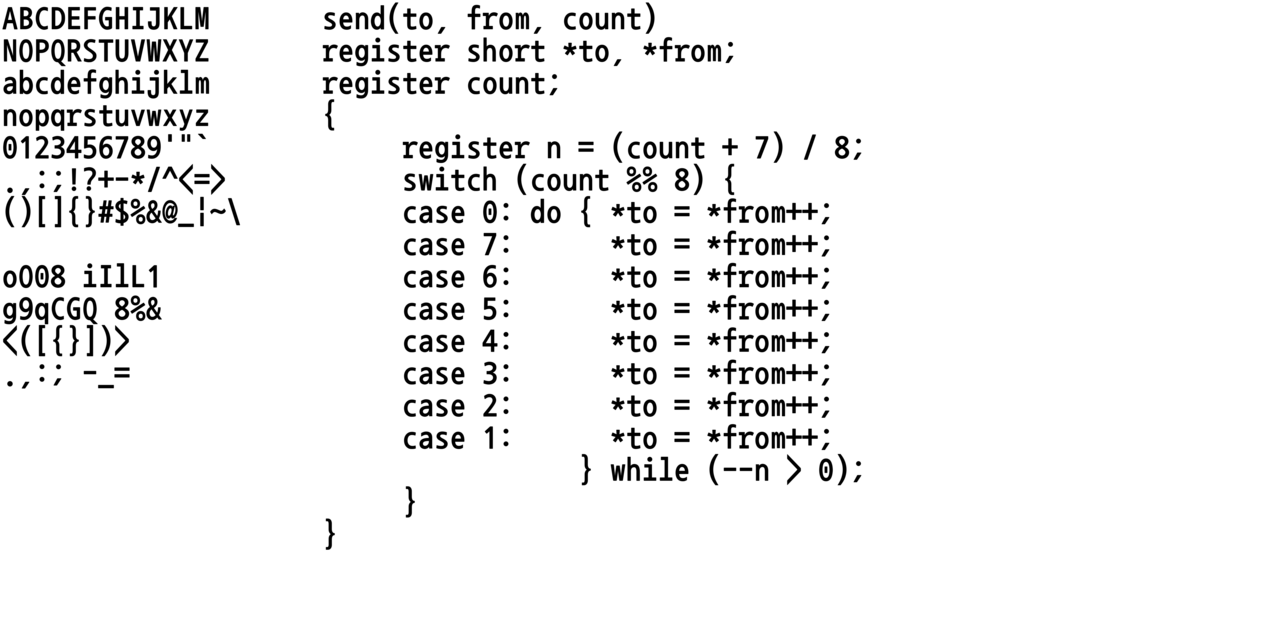 ABCDEFGHIJKLM
NOPQRSTUVWXYZ
abcdefghijklm
nopqrstuvwxyz
0123456789'"`
.,:;!?+-*/^<=>
()[]{}#$%&@_¦~\

oO08 iIlL1
g9qCGQ 8%&
<([{}])>
.,:; -_=

send(to, from, count)
register short *to, *from;
register count;
{
     register n = (count + 7) / 8;
     switch (count %% 8) {
     case 0: do { *to = *from++;
     case 7:      *to = *from++;
     case 6:      *to = *from++;
     case 5:      *to = *from++;
     case 4:      *to = *from++;
     case 3:      *to = *from++;
     case 2:      *to = *from++;
     case 1:      *to = *from++;
                } while (--n > 0);
     }
}